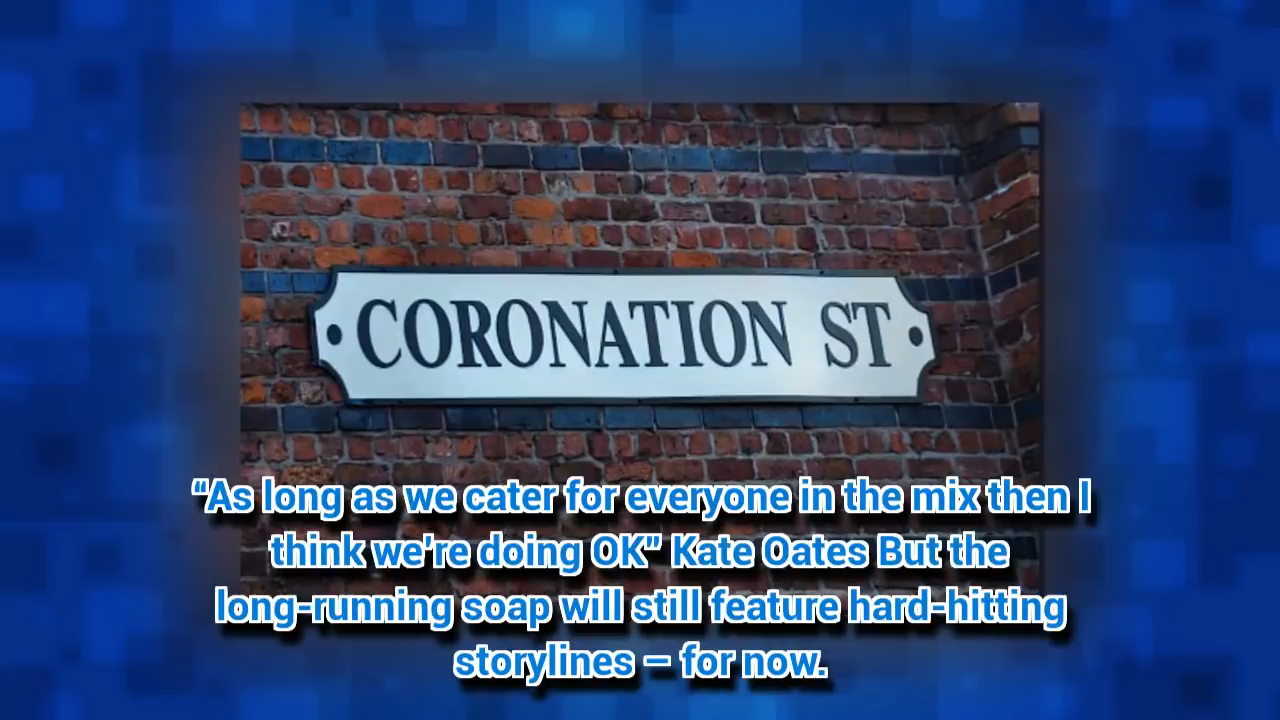 CORONATION ST
“As long as we cater for everyone in the mix then I
think we're doing OK” Kate Oates But the
long-running soap will still feature hard-hitting
storylines – for now.